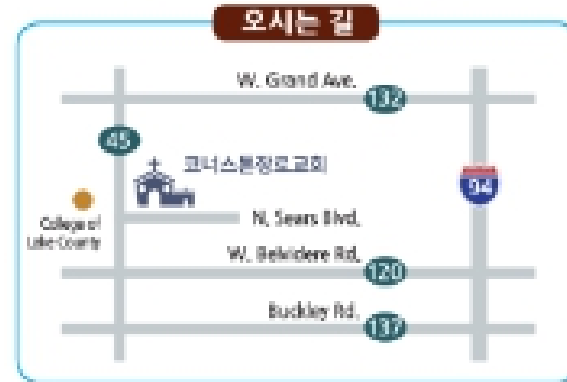 오시는 길
W. Grand Ave.
132
45
코너스톤장로교회
94
College of
Lake County
N. Sears Blvd.
W. Belvidere Rd.
120
Buckley Rd.
137